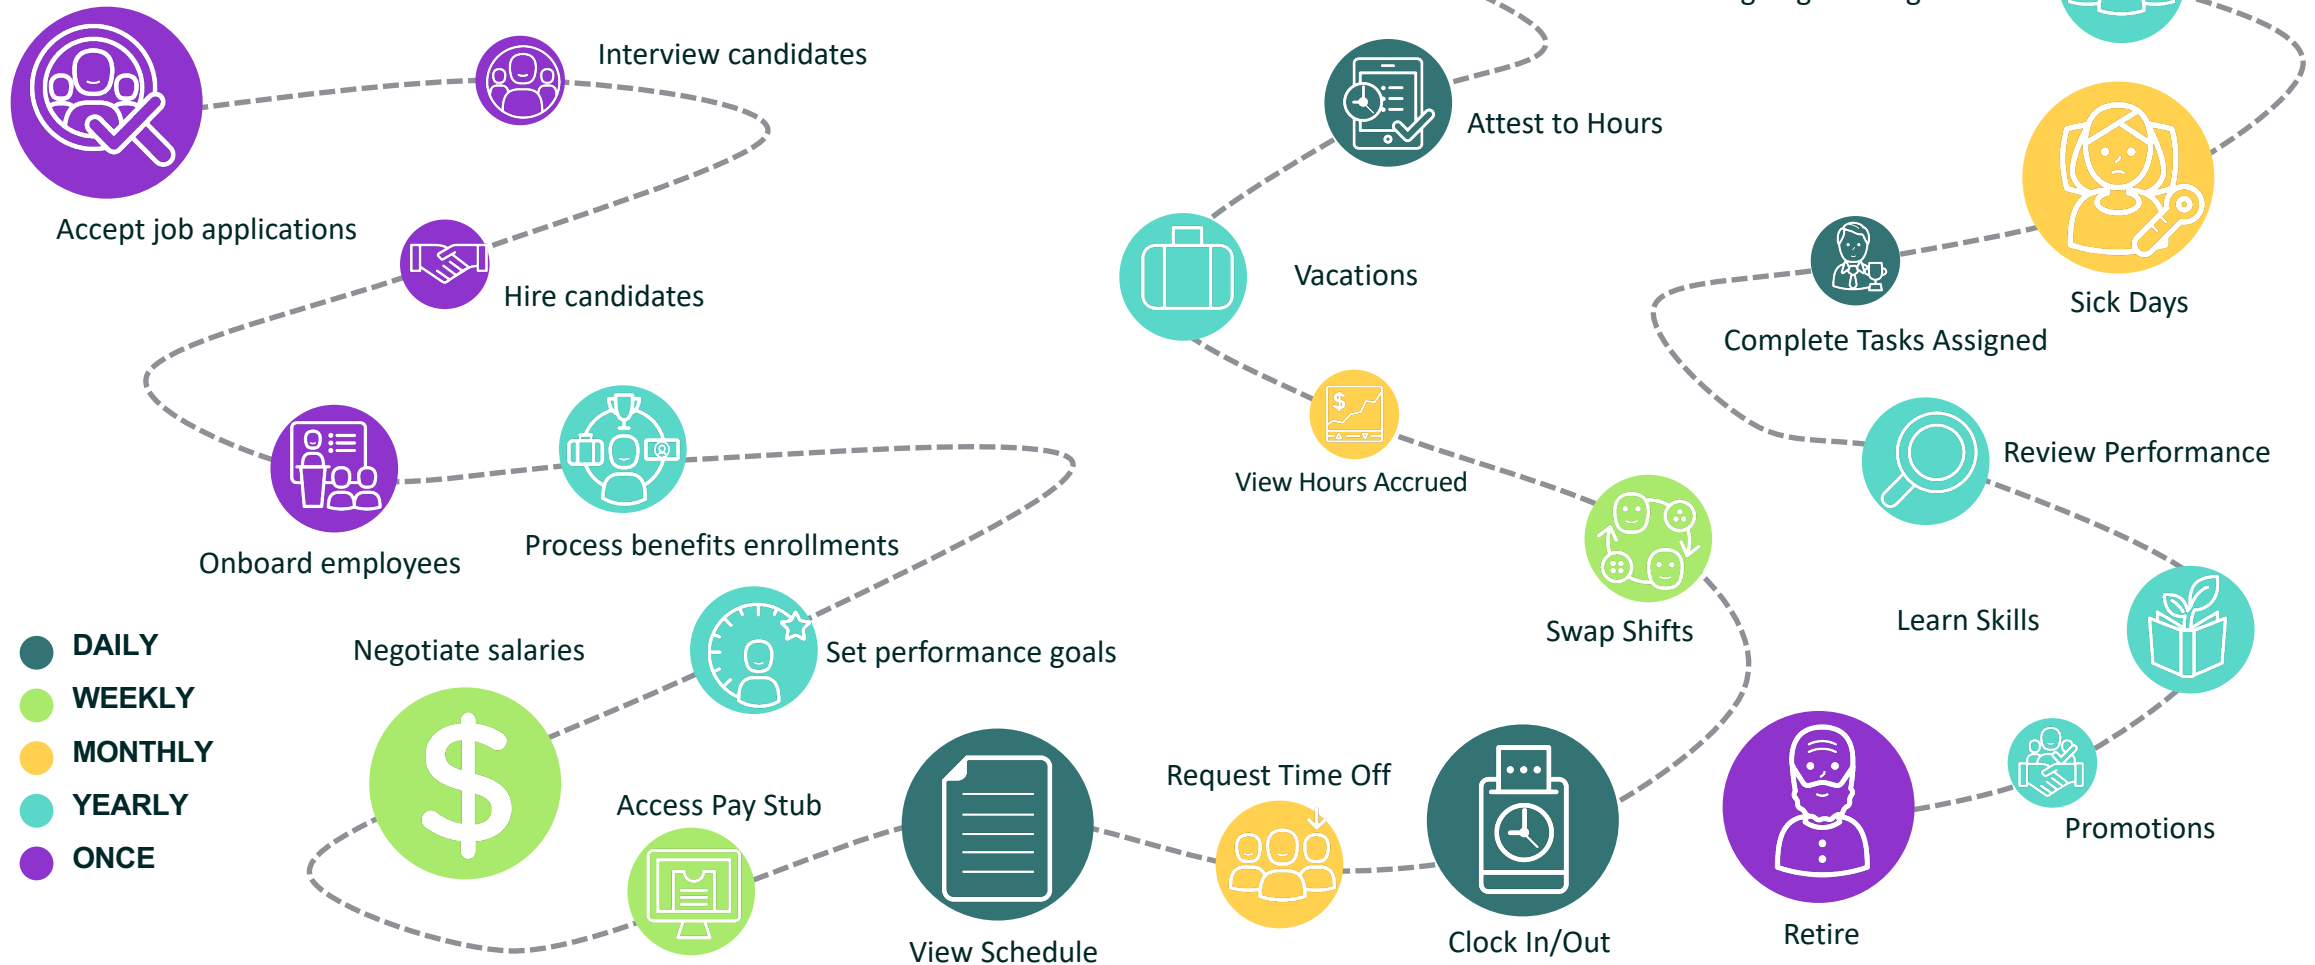 Interview candidates
Accept job applications
Hire candidates
Onboard employees
Process benefits enrollments
Set performance goals
Negotiate salaries
DAILY
WEEKLY
MONTHLY
YEARLY
ONCE
Access Pay Stub
View Schedule
Request Time Off
Clock In/Out
Swap Shifts
View Hours Accrued
$
Vacations
Attest to Hours
Sick Days
Complete Tasks Assigned
Review Performance
Learn Skills
Promotions
Retire